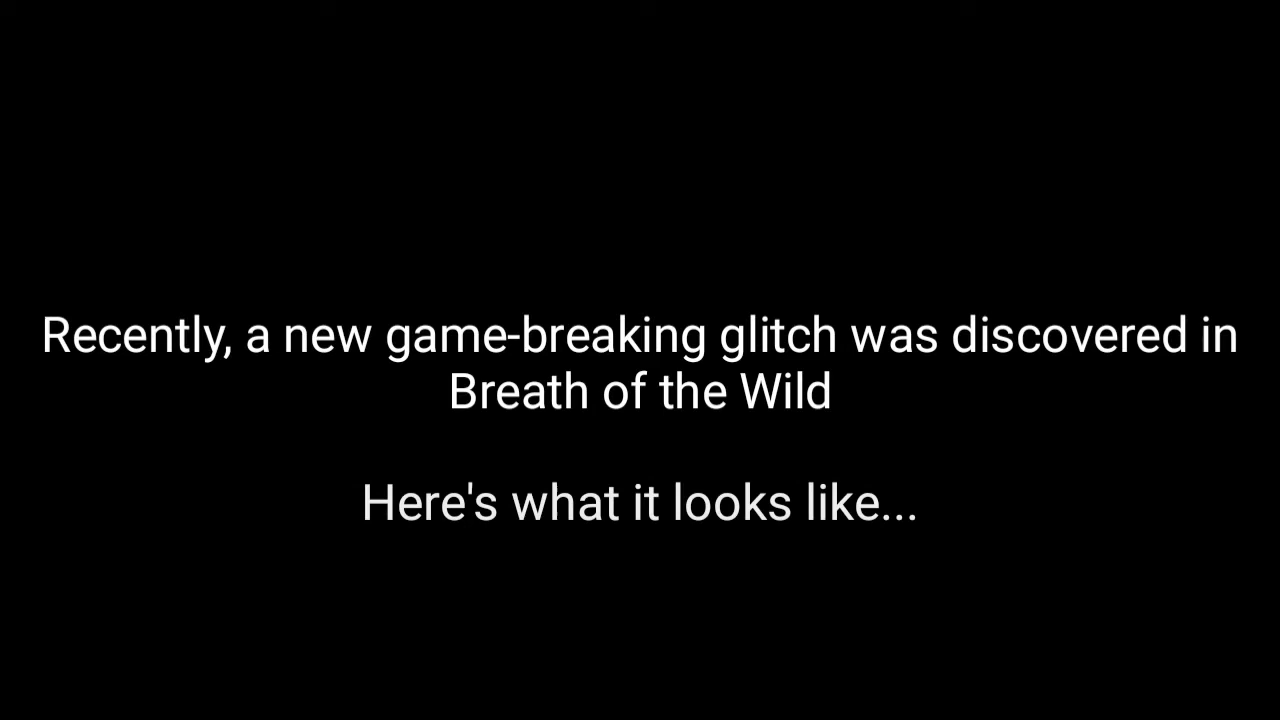 Recently, a new game-breaking glitch was discovered in
Breath of the Wild
Here's what it looks like...